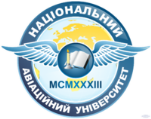 НАЦІОНАЛЬНИЙ
MCMXXXIII
АВІАЦІЙНИЙ УНІВЕРСИТЕТ